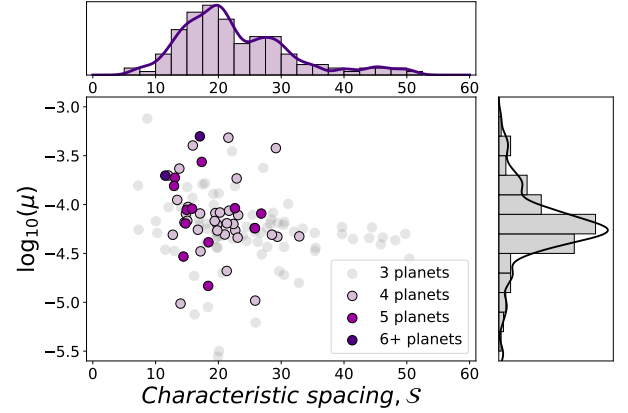 0 10 20 30 40 50 60
−3.0
−3.5
−4.0
−4.5
−5.0
−5.5
log₁₀(μ)
3 planets
4 planets
5 planets
6+ planets
0 10 20 30 40 50 60
Characteristic spacing, 𝒮